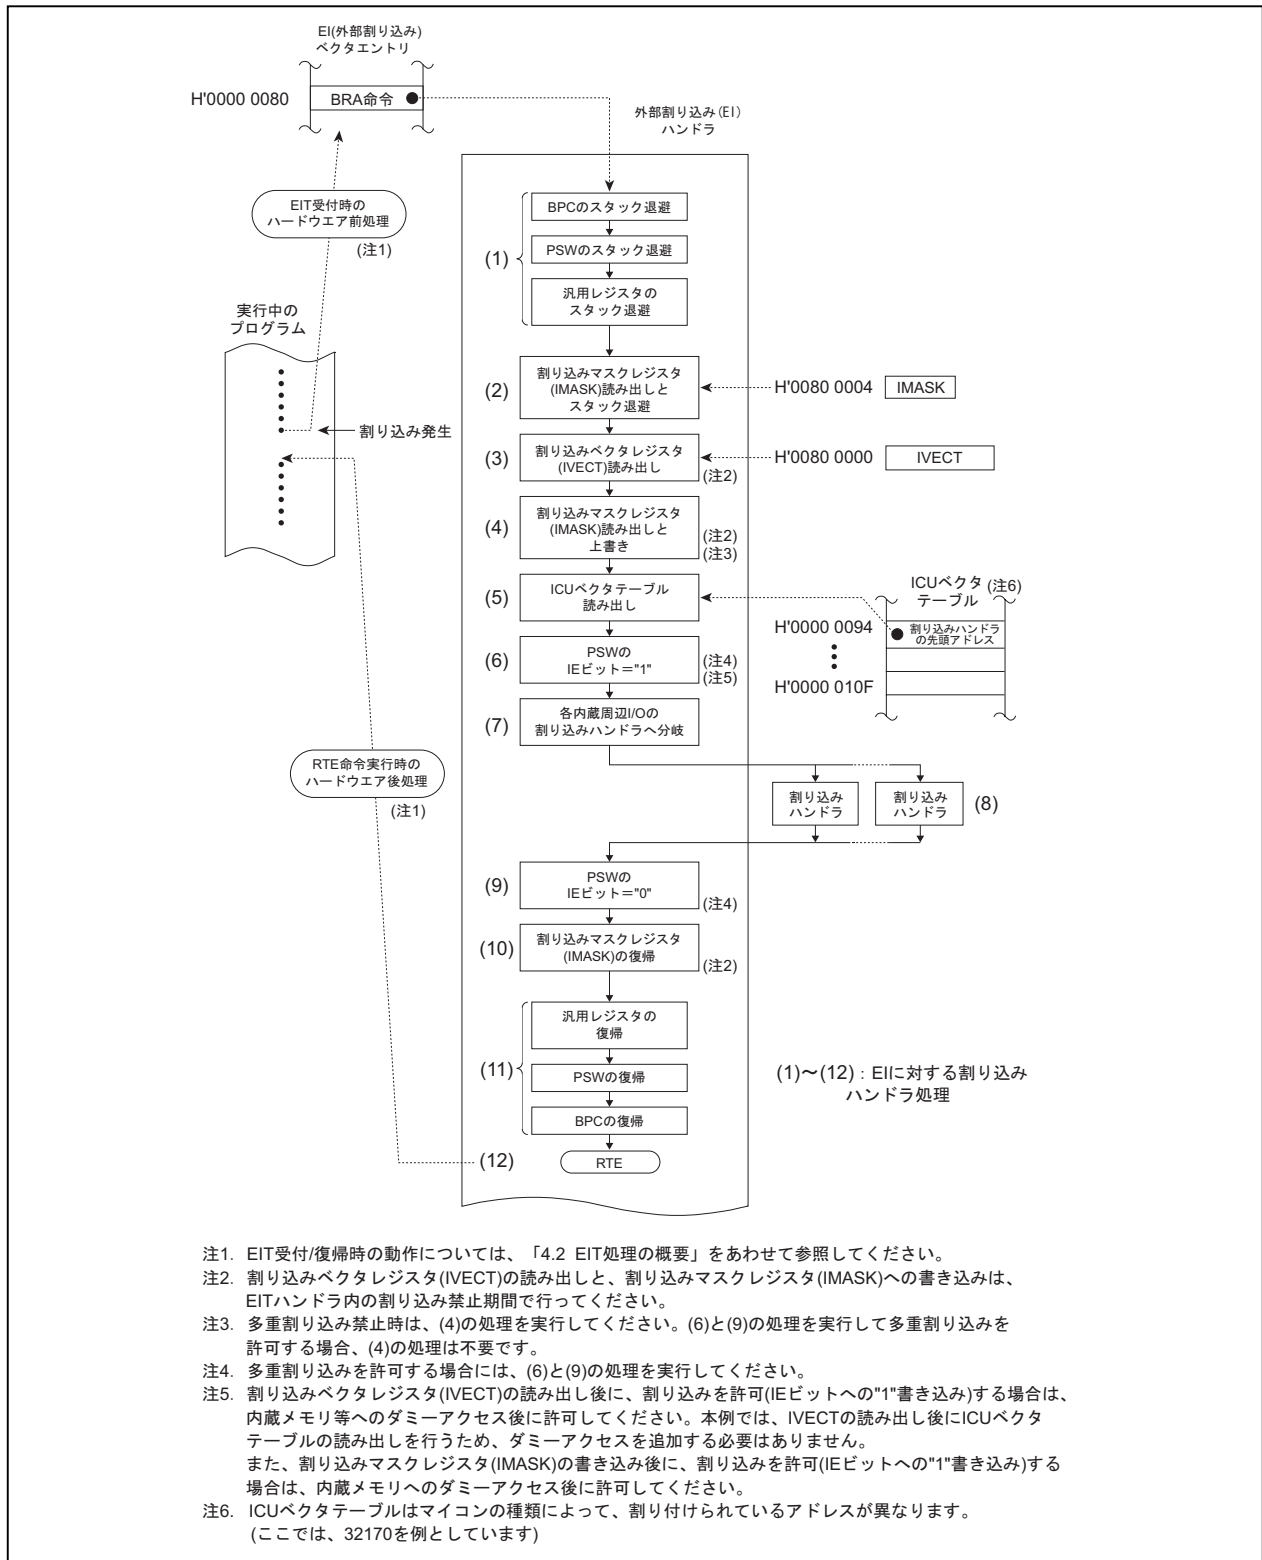 EI(外部割り込み)
ベクタエントリ
H'0000 0080
BRA命令
外部割り込み(EI)
ハンドラ
EIT受付時の
ハードウエア前処理
(注1)
実行中の
プログラム
割り込み発生
RTE命令実行時の
ハードウエア後処理
(注1)
(1)
BPCのスタック退避
PSWのスタック退避
汎用レジスタの
スタック退避
(2)
割り込みマスクレジスタ
(IMASK)読み出しと
スタック退避
H'0080 0004
IMASK
(3)
割り込みベクタレジスタ
(IVECT)読み出し
(注2)
H'0080 0000
IVECT
(4)
割り込みマスクレジスタ
(IMASK)読み出しと
上書き
(注2)
(注3)
(5)
ICUベクタテーブル
読み出し
ICUベクタ (注6)
テーブル
H'0000 0094
割り込みハンドラ
の先頭アドレス
H'0000 010F
(6)
PSWの
IEビット＝"1"
(注4)
(注5)
(7)
各内蔵周辺I/Oの
割り込みハンドラへ分岐
割り込み
ハンドラ
割り込み
ハンドラ
(8)
(9)
PSWの
IEビット＝"0"
(注4)
(10)
割り込みマスクレジスタ
(IMASK)の復帰
(注2)
(11)
汎用レジスタの
復帰
PSWの復帰
BPCの復帰
(12)
RTE
(1)～(12) : EIに対する割り込み
ハンドラ処理
注1. EIT受付/復帰時の動作については、「4.2 EIT処理の概要」をあわせて参照してください。
注2. 割り込みベクタレジスタ(IVECT)の読み出しと、割り込みマスクレジスタ(IMASK)への書き込みは、
EITハンドラ内の割り込み禁止期間で行ってください。
注3. 多重割り込み禁止時は、(4)の処理を実行してください。(6)と(9)の処理を実行して多重割り込みを
許可する場合、(4)の処理は不要です。
注4. 多重割り込みを許可する場合には、(6)と(9)の処理を実行してください。
注5. 割り込みベクタレジスタ(IVECT)の読み出し後に、割り込みを許可(IEビットへの"1"書き込み)する場合は、
内蔵メモリ等へのダミーアクセス後に許可してください。本例では、IVECTの読み出し後にICUベクタ
テーブルの読み出しを行うため、ダミーアクセスを追加する必要はありません。
また、割り込みマスクレジスタ(IMASK)の書き込み後に、割り込みを許可(IEビットへの"1"書き込み)する
場合は、内蔵メモリへのダミーアクセス後に許可してください。
注6. ICUベクタテーブルはマイコンの種類によって、割り付けられているアドレスが異なります。
(ここでは、32170を例としています)